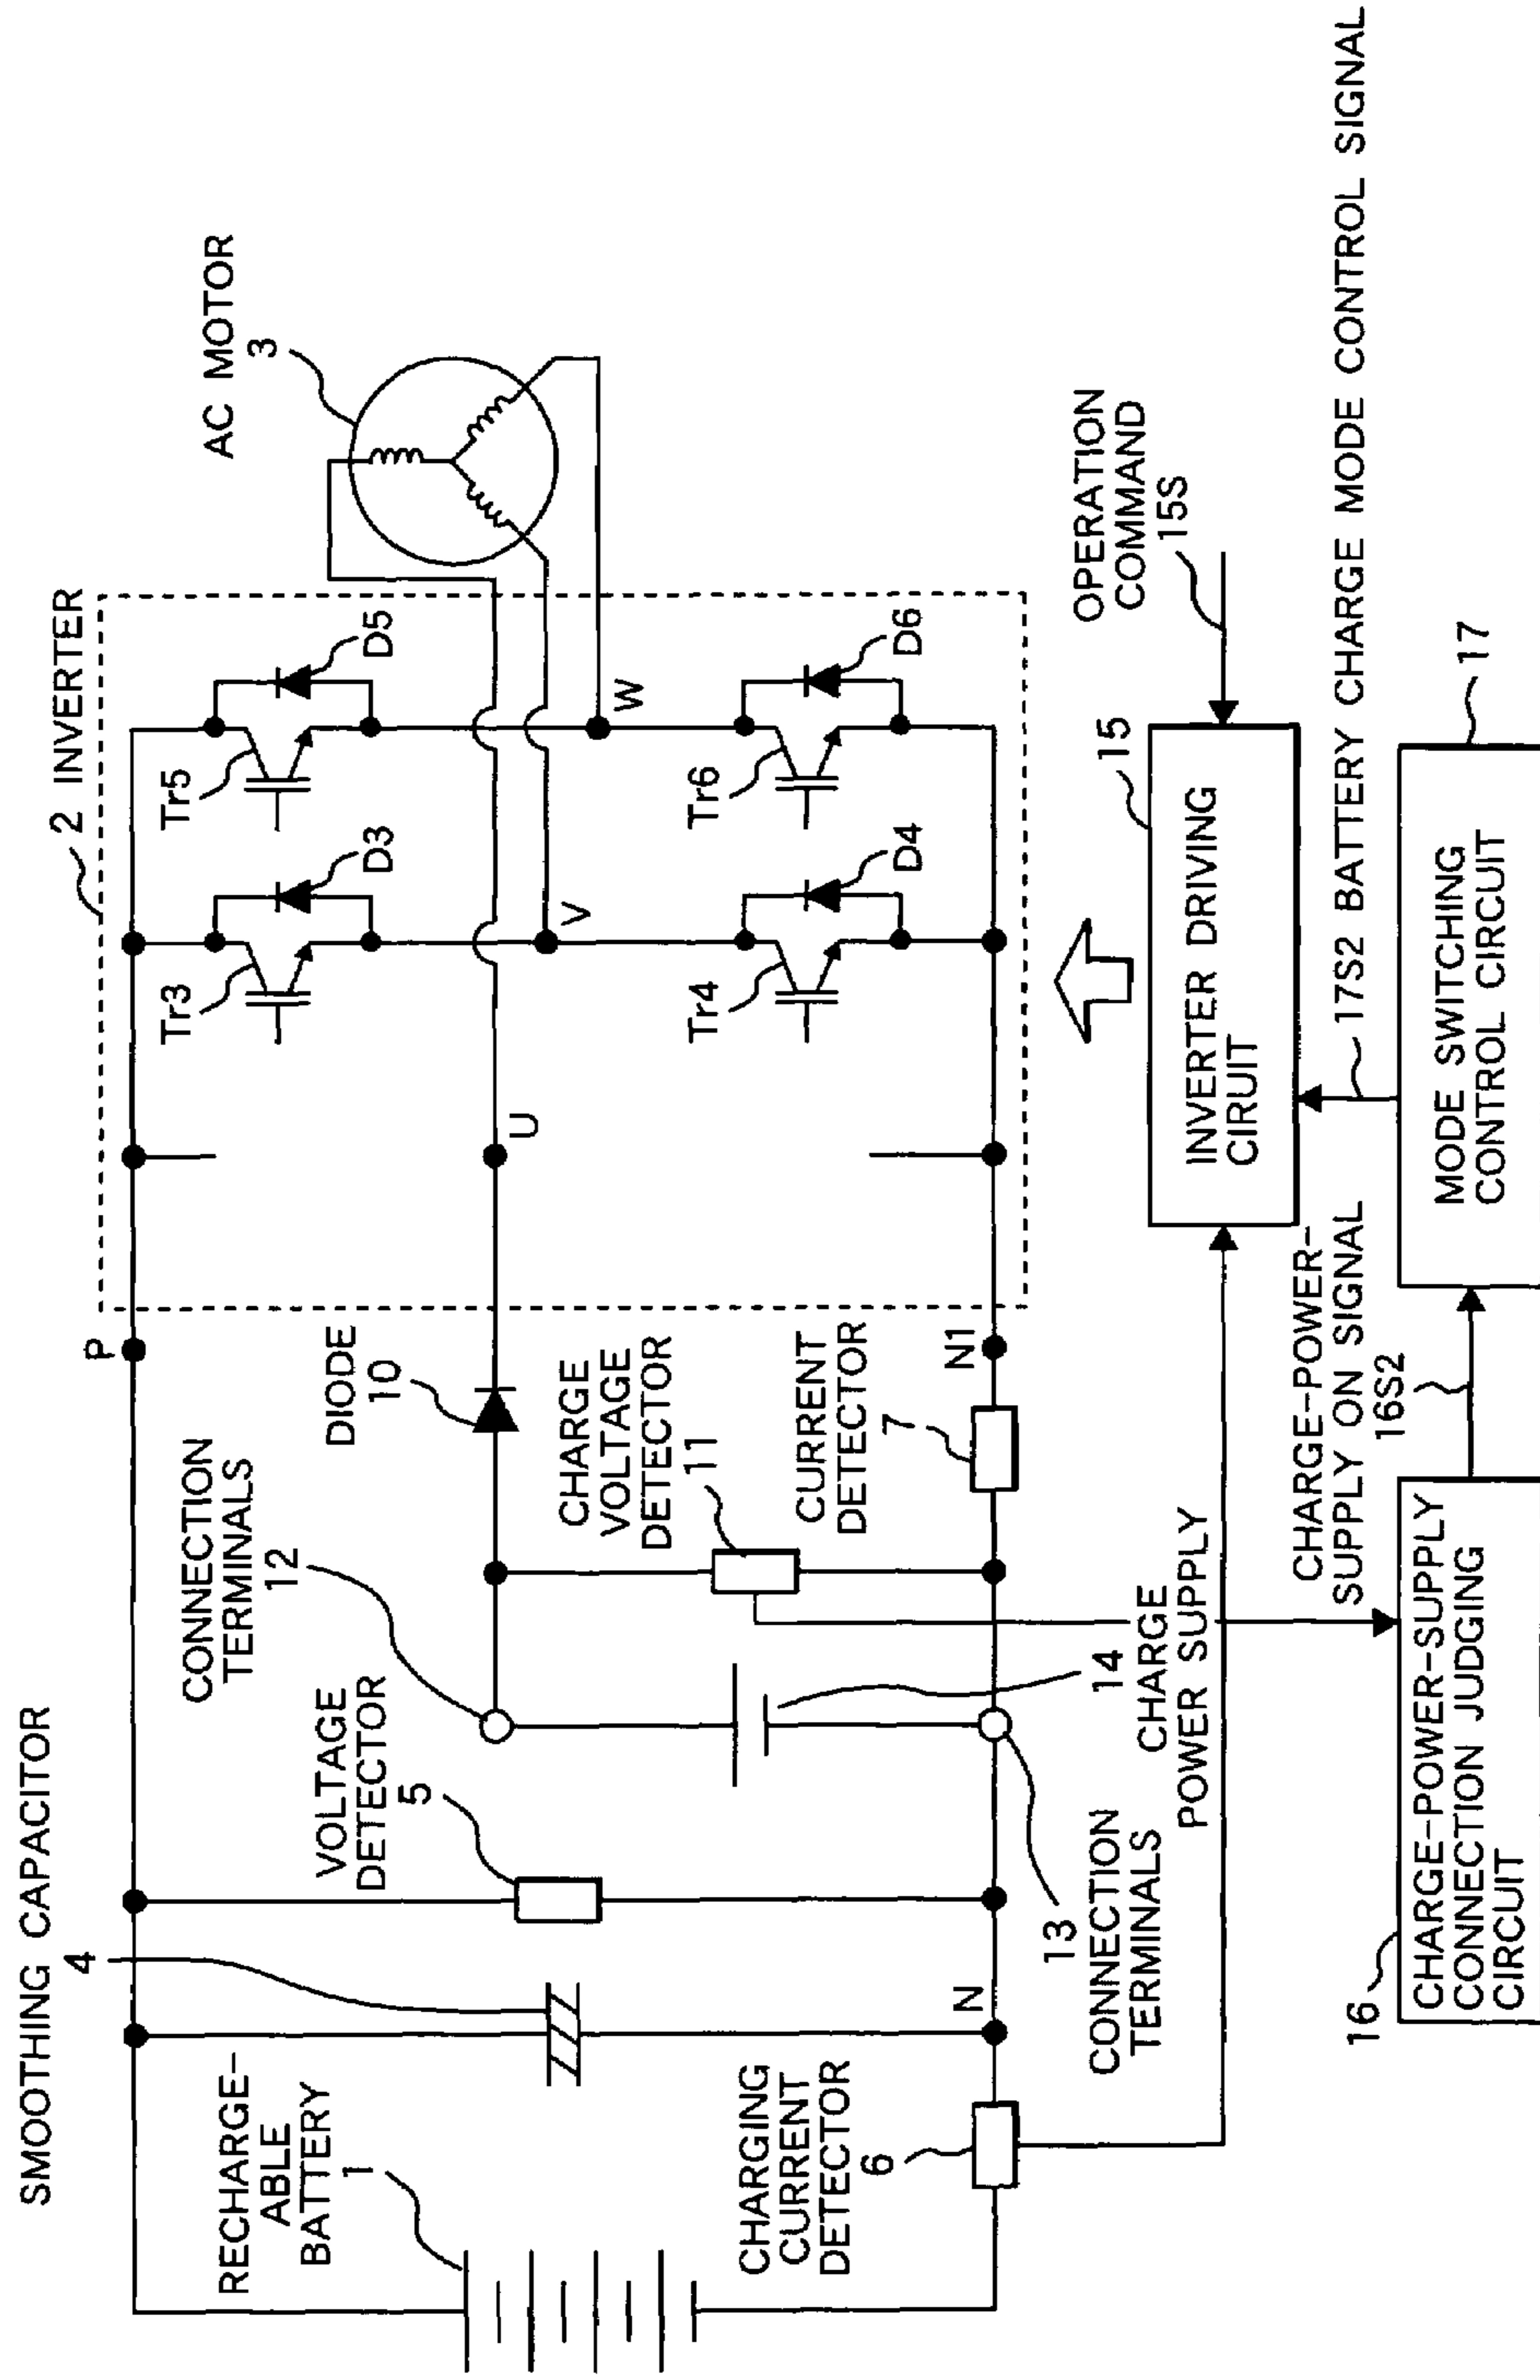 SMOOTHING CAPACITOR
4
RECHARGE-
ABLE
BATTERY
1
VOLTAGE
DETECTOR
5
CONNECTION
TERMINALS
12
P
DIODE
10
2 INVERTER
Tr3
D3
Tr5
D5
AC MOTOR
3
U
V
W
CHARGE
VOLTAGE
DETECTOR
11
CURRENT
DETECTOR
7
N1
Tr4
D4
Tr6
D6
CHARGING
CURRENT
DETECTOR
6
N
13
CONNECTION
TERMINALS
14
CHARGE
POWER SUPPLY
OPERATION
COMMAND
15S
15
INVERTER DRIVING
CIRUIT
CHARGE-POWER-
SUPPLY ON SIGNAL
16S2
17S2 BATTERY CHARGE MODE CONTROL SIGNAL
16
CHARGE-POWER-SUPPLY
CONNECTION JUDGING
CIRCUIT
MODE SWITCHING
CONTROL CIRCUIT
17